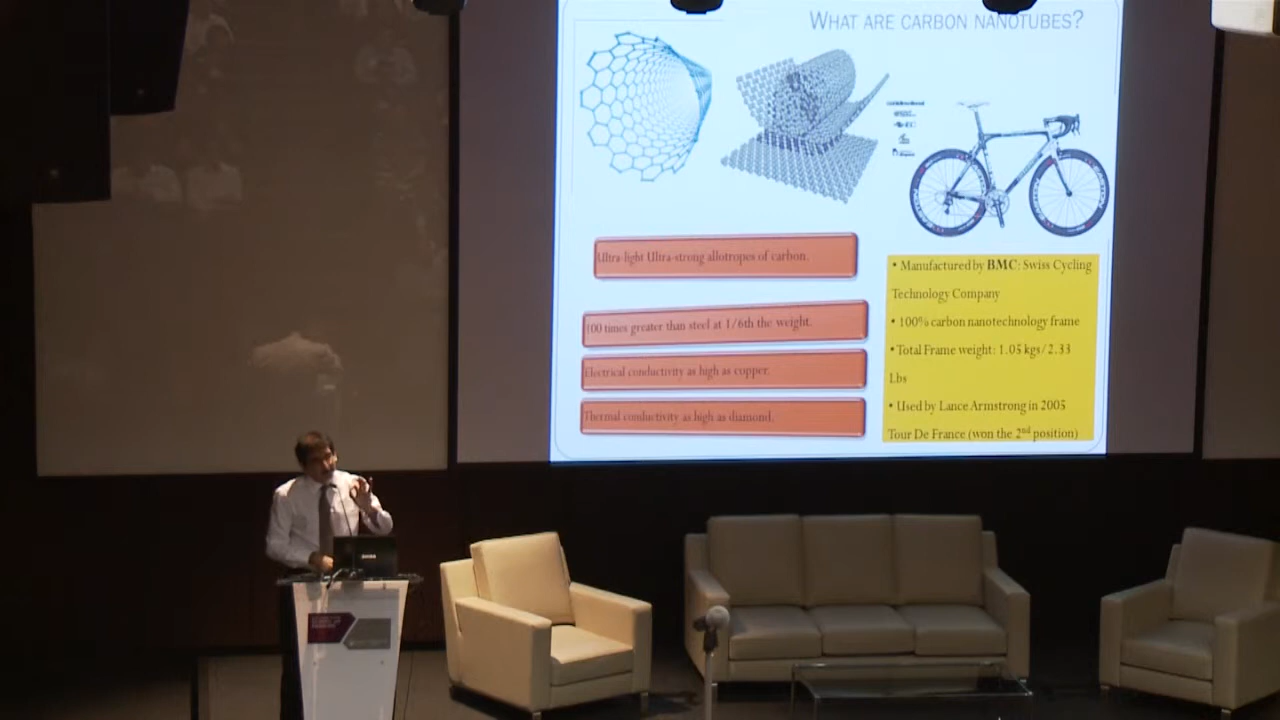 WHAT ARE CARBON NANOTUBES?
Ultra-light Ultra-strong allotropes of carbon.
100 times greater than steel at 1/6th the weight.
Electrical conductivity as high as copper.
Thermal conductivity as high as diamond.
• Manufactured by BMC: Swiss Cycling
Technology Company
• 100% carbon nanotechnology frame
• Total Frame weight: 1.05 kgs/2.33
Lbs
• Used by Lance Armstrong in 2005
Tour De France (won the 2nd position)